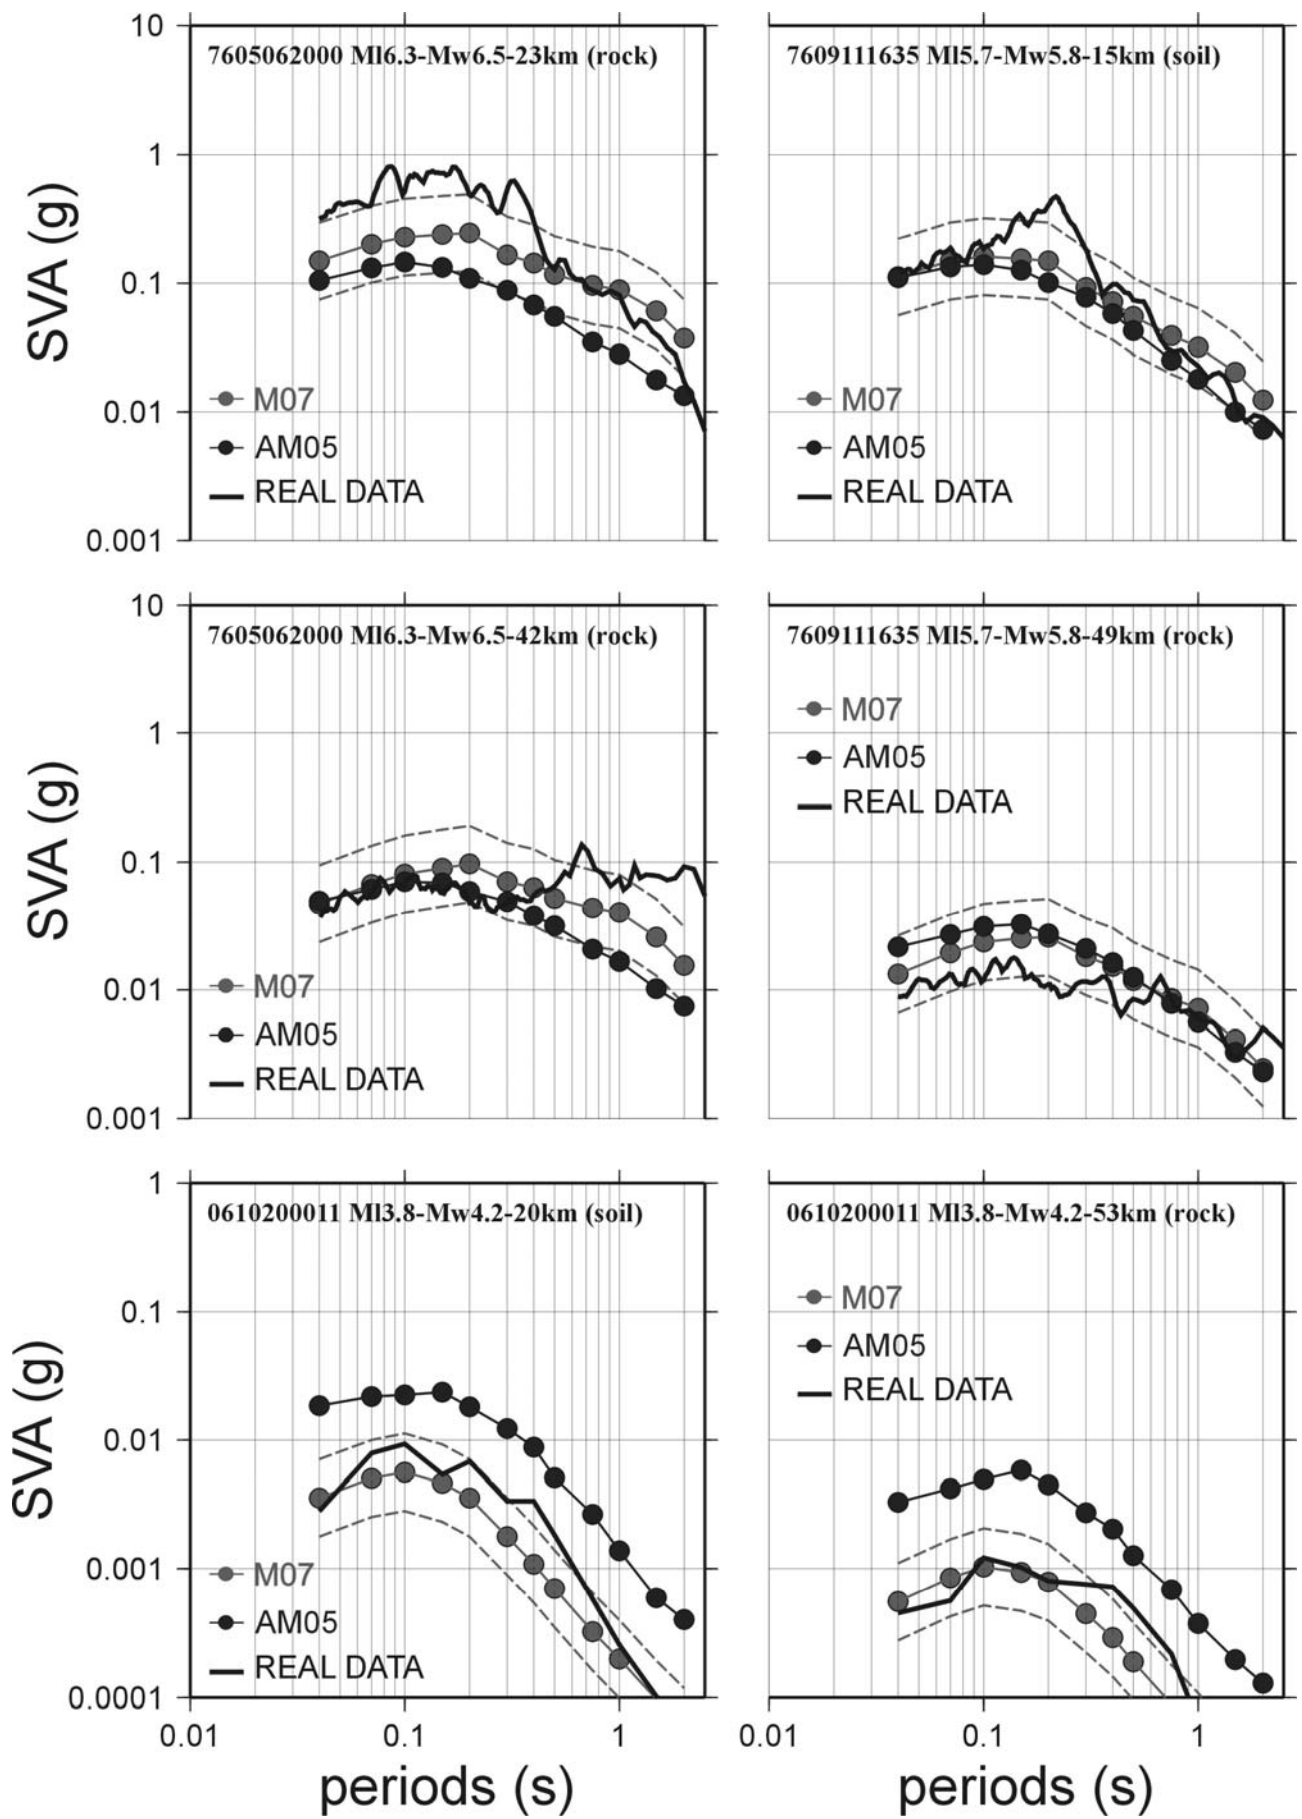 10
7605062000 Ml6.3-Mw6.5-23km (rock)
1
SVA (g)
0.1
M07
0.01
AM05
REAL DATA
0.001
7609111635 Ml5.7-Mw5.8-15km (soil)
M07
AM05
REAL DATA
10
7605062000 Ml6.3-Mw6.5-42km (rock)
1
SVA (g)
0.1
M07
0.01
AM05
REAL DATA
0.001
7609111635 Ml5.7-Mw5.8-49km (rock)
M07
AM05
REAL DATA
1
0610200011 Ml3.8-Mw4.2-20km (soil)
0.1
SVA (g)
0.01
0.001
M07
AM05
REAL DATA
0.0001
0.01 0.1 1
periods (s)
0610200011 Ml3.8-Mw4.2-53km (rock)
M07
AM05
REAL DATA
0.01 0.1 1
periods (s)